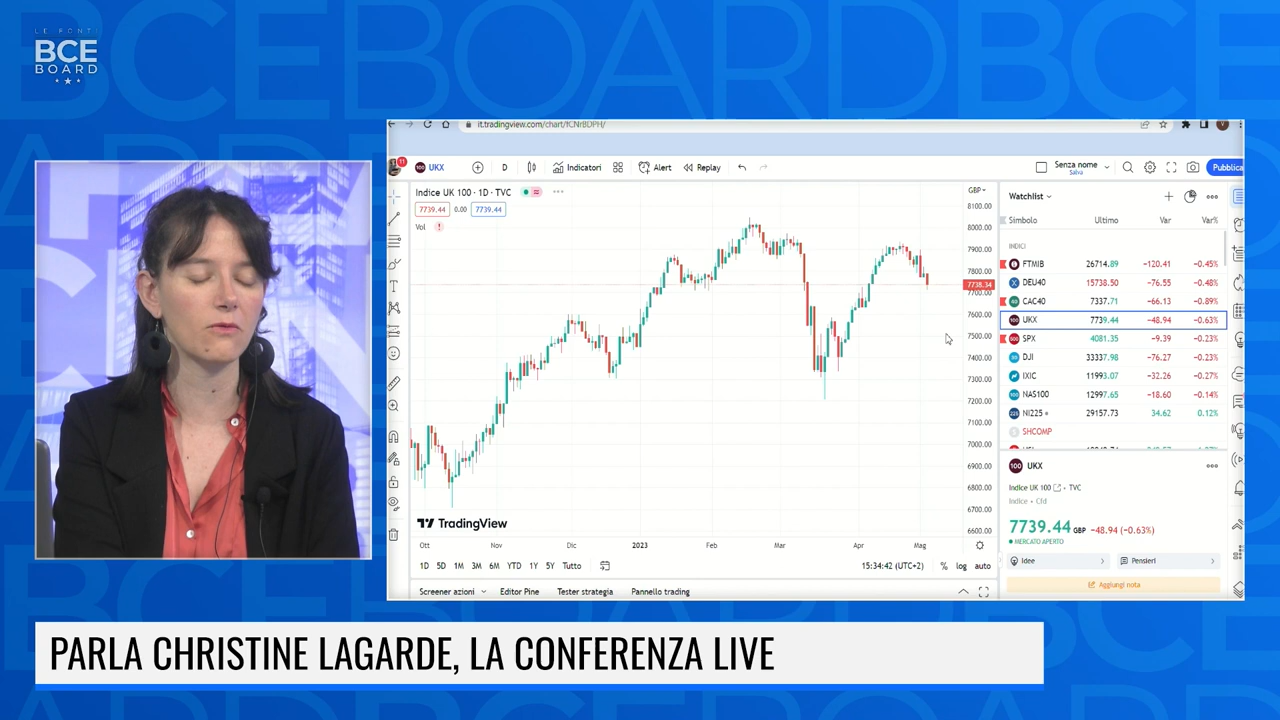 LE FONTI
BCE
BOARD
it.tradingview.com/chart/fCNrBDPH/
11
100 UKX
D
Indicatori
Alert
Replay
Senza nome
Salva
Pubblica
Indice UK 100 · 1D · TVC
7739.44 0.00 7739.44
Vol
GBP
8100.00
8000.00
7900.00
7800.00
7738.34
7700.00
7600.00
7500.00
7400.00
7300.00
7200.00
7100.00
7000.00
6900.00
6800.00
6700.00
6600.00
TradingView
Ott Nov Dic 2023 Feb Mar Apr Mag
1D 5D 1M 3M 6M YTD 1Y 5Y Tutto
15:34:42 (UTC+2) % log auto
Screener azioni Editor Pine Tester strategia Pannello trading
Watchlist
Simbolo Ultimo Var Var%
INDICI
FTMIB 26714.89 −120.41 −0.45%
DEU40 15738.50 −76.55 −0.48%
CAC40 7337.71 −66.13 −0.89%
UKX 7739.44 −48.94 −0.63%
SPX 4081.35 −9.39 −0.23%
DJI 33337.98 −76.27 −0.23%
IXIC 11993.07 −32.26 −0.27%
NAS100 12997.65 −18.60 −0.14%
NI225 29157.73 34.62 0.12%
SHCOMP
100 UKX
Indice UK 100 · TVC
Indice · Cfd
7739.44 GBP −48.94 (−0.63%)
MERCATO APERTO
Idee
Pensieri
Aggiungi nota
PARLA CHRISTINE LAGARDE, LA CONFERENZA LIVE